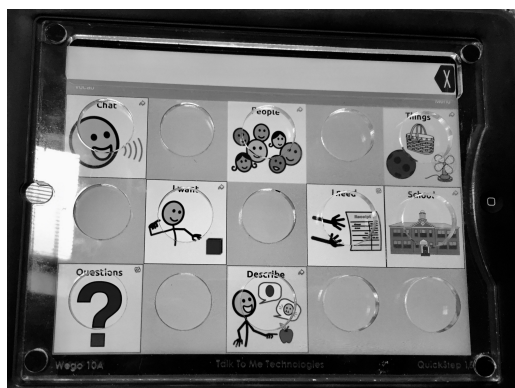 Chat
People
Things
I want
I need
School
Questions
Describe
Wego 10A
Talk To Me Technologies